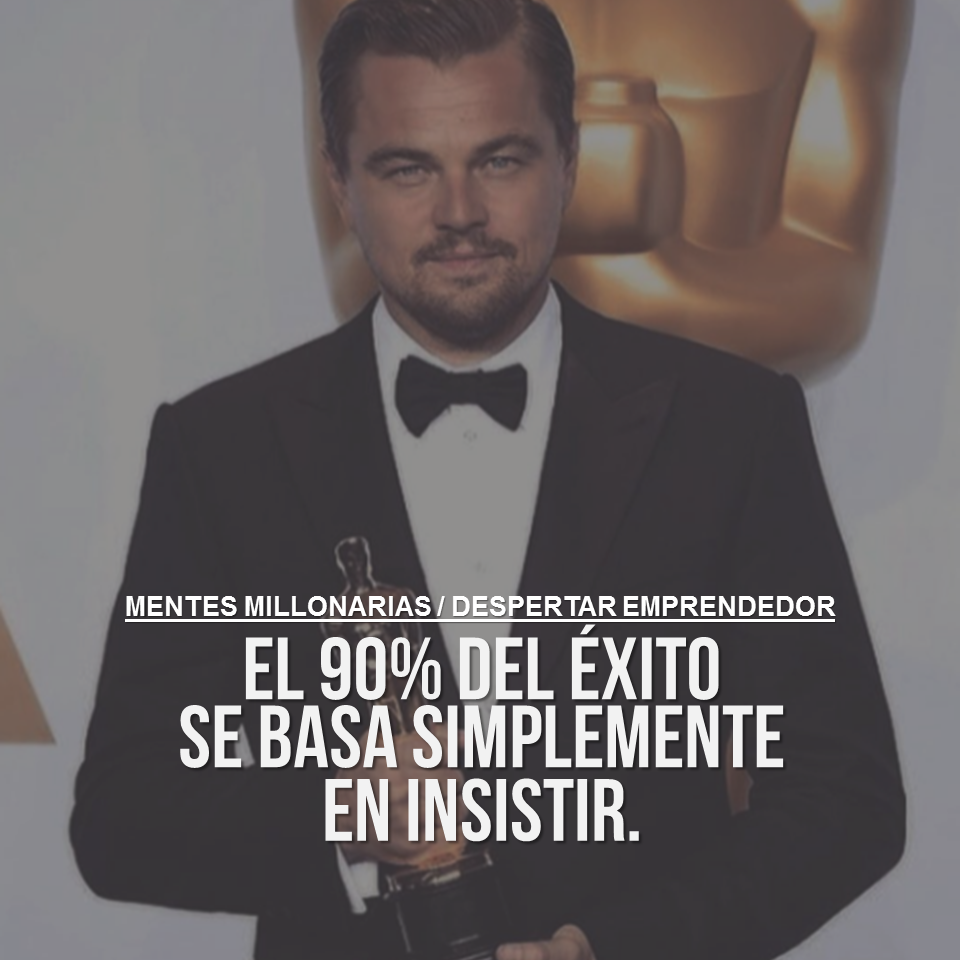 MENTES MILLONARIAS / DESPERTAR EMPRENDEDOR
EL 90% DEL ÉXITO
SE BASA SIMPLEMENTE
EN INSISTIR.